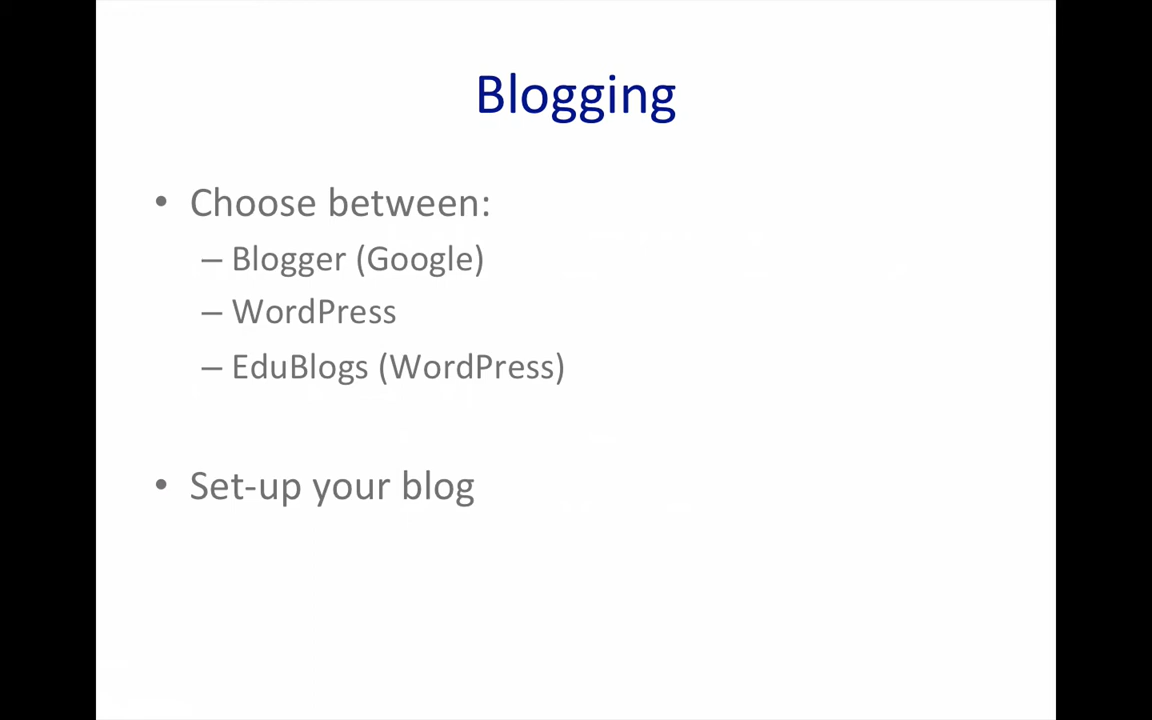 Blogging
• Choose between:
– Blogger (Google)
– WordPress
– EduBlogs (WordPress)
• Set-up your blog